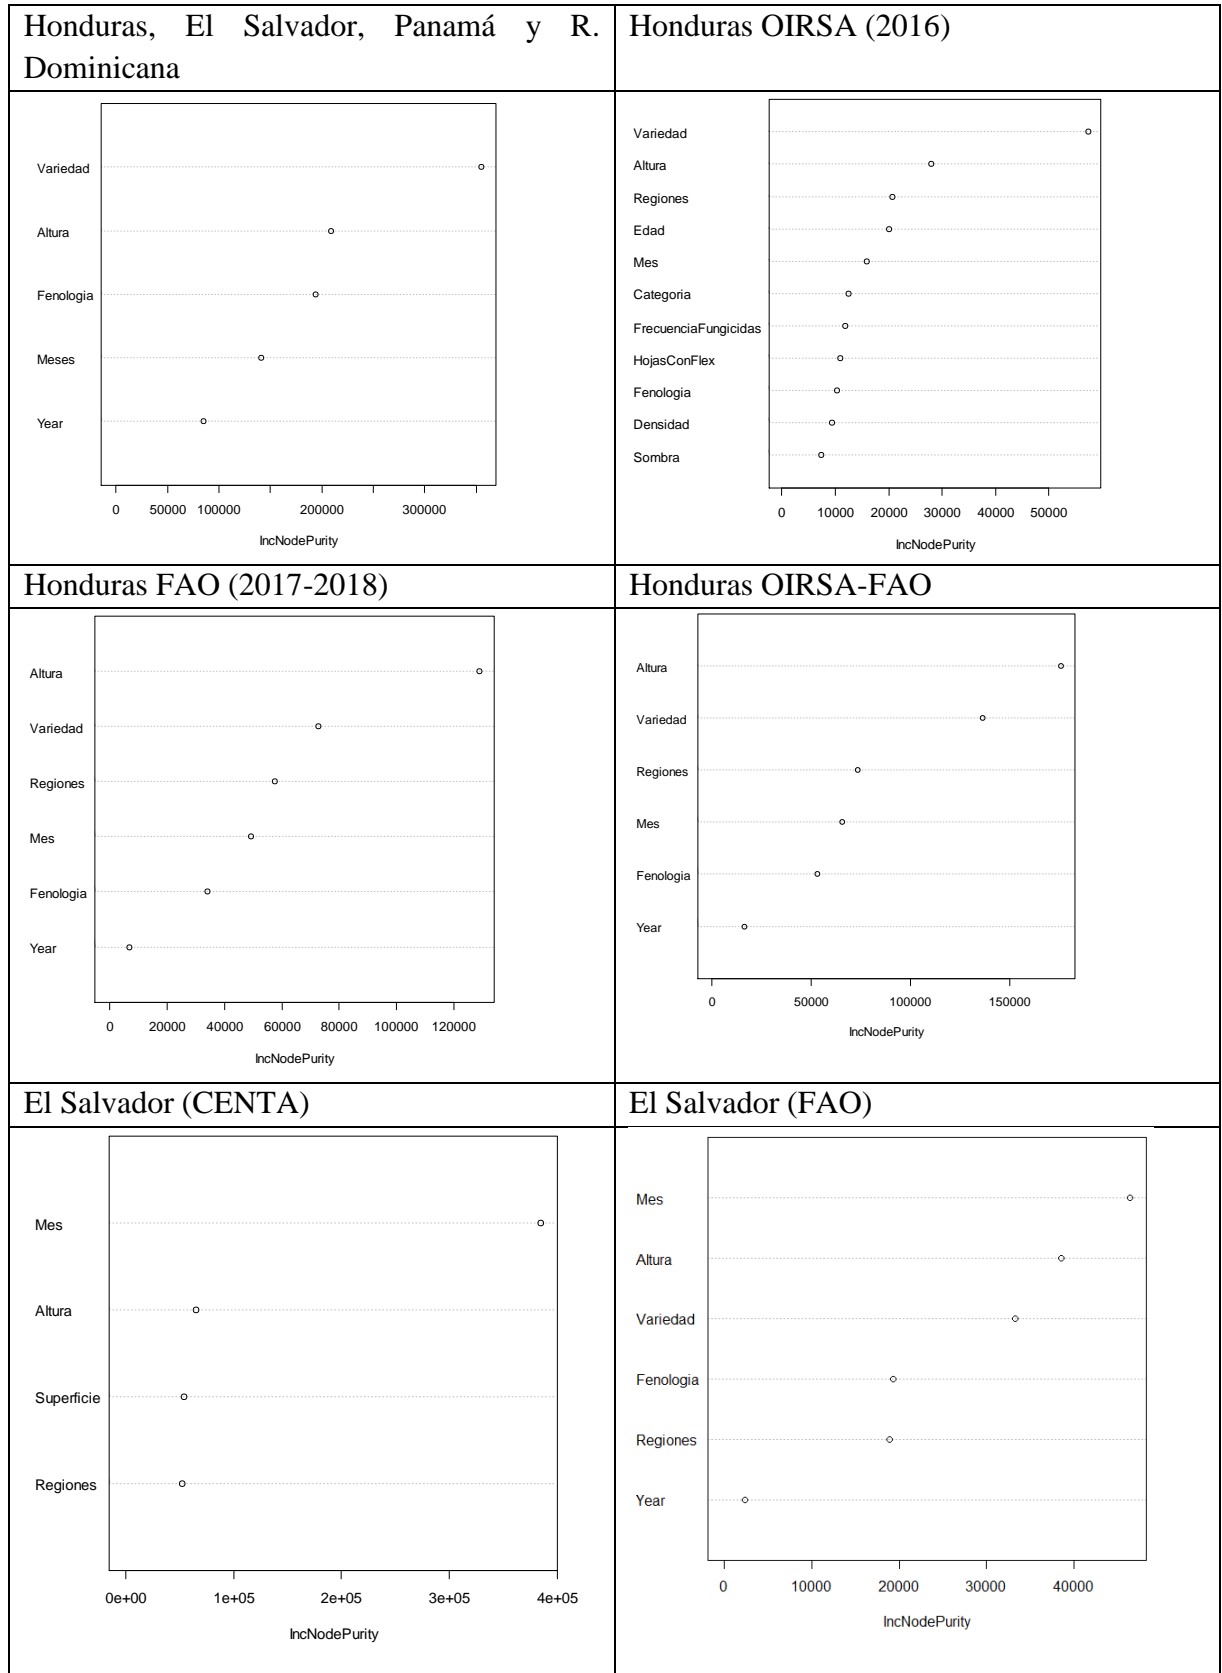 Honduras, El Salvador, Panamá y R.
Dominicana
Variedad
Altura
Fenologia
Meses
Year
0 50000 100000 200000 300000
IncNodePurity
Honduras OIRSA (2016)
Variedad
Altura
Regiones
Edad
Mes
Categoria
FrecuenciaFungicidas
HojasConFlex
Fenologia
Densidad
Sombra
0 10000 20000 30000 40000 50000
IncNodePurity
Honduras FAO (2017-2018)
Altura
Variedad
Regiones
Mes
Fenologia
Year
0 20000 40000 60000 80000 100000 120000
IncNodePurity
Honduras OIRSA-FAO
Altura
Variedad
Regiones
Mes
Fenologia
Year
0 50000 100000 150000
IncNodePurity
El Salvador (CENTA)
Mes
Altura
Superficie
Regiones
0e+00 1e+05 2e+05 3e+05 4e+05
IncNodePurity
El Salvador (FAO)
Mes
Altura
Variedad
Fenologia
Regiones
Year
0 10000 20000 30000 40000
IncNodePurity